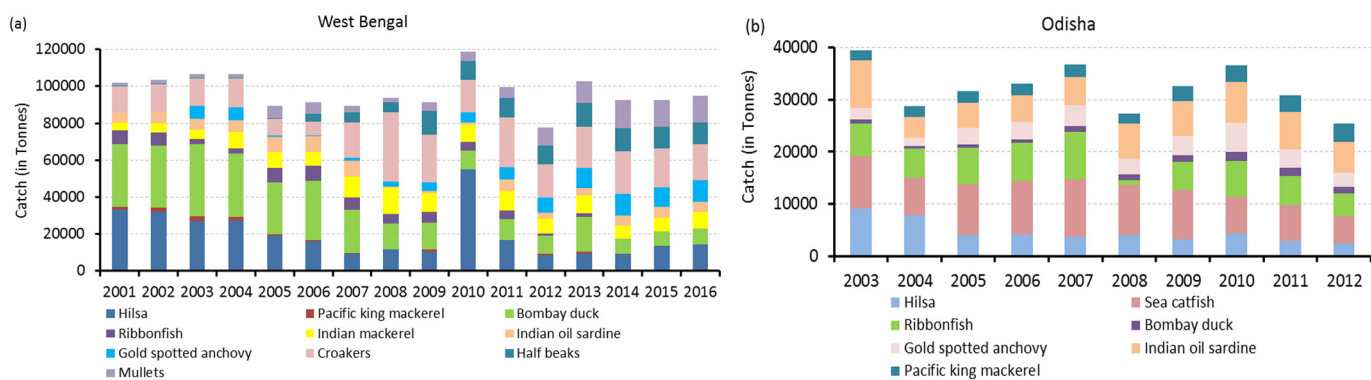 (a)
West Bengal
Catch (in Tonnes)
120000
100000
80000
60000
40000
20000
0
2001 2002 2003 2004 2005 2006 2007 2008 2009 2010 2011 2012 2013 2014 2015 2016
Hilsa Pacific king mackerel Bombay duck
Ribbonfish Indian mackerel Indian oil sardine
Gold spotted anchovy Croakers Half beaks
Mullets
(b)
Odisha
Catch (in Tonnes)
40000
30000
20000
10000
0
2003 2004 2005 2006 2007 2008 2009 2010 2011 2012
Hilsa Sea catfish
Ribbonfish Bombay duck
Gold spotted anchovy Indian oil sardine
Pacific king mackerel